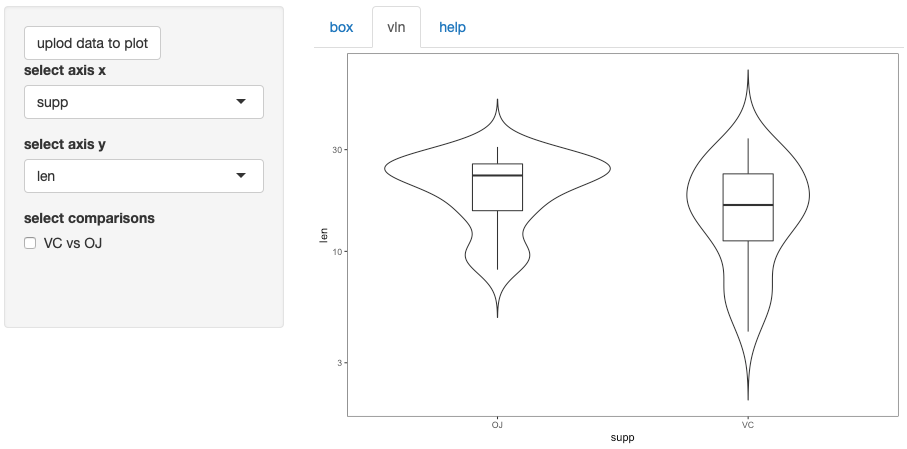 uplod data to plot
select axis x
supp
select axis y
len
select comparisons
VC vs OJ
box
vln
help
30
10
3
len
OJ
VC
supp